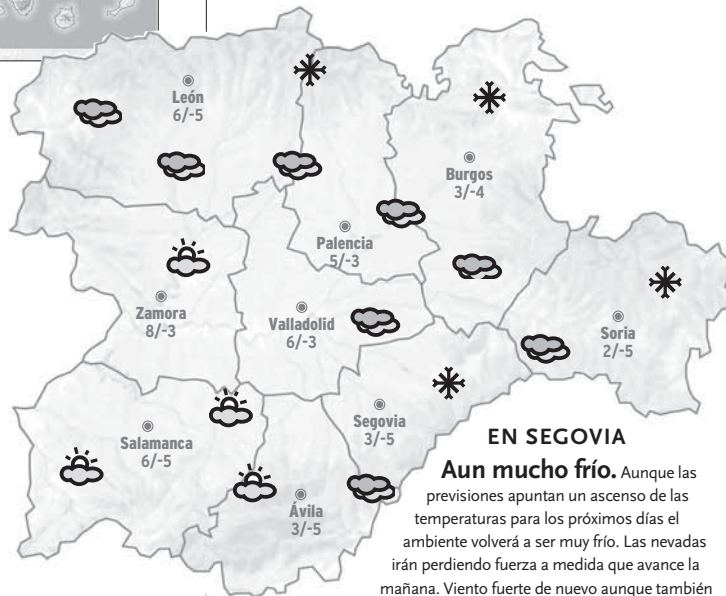 León
6/-5
Burgos
3/-4
Palencia
5/-3
Zamora
8/-3
Valladolid
6/-3
Soria
2/-5
Segovia
3/-5
Salamanca
6/-5
Ávila
3/-5
EN SEGOVIA
Aun mucho frío. Aunque las
previsiones apuntan un ascenso de las
temperaturas para los próximos días el
ambiente volverá a ser muy frío. Las nevadas
irán perdiendo fuerza a medida que avance la
mañana. Viento fuerte de nuevo aunque también